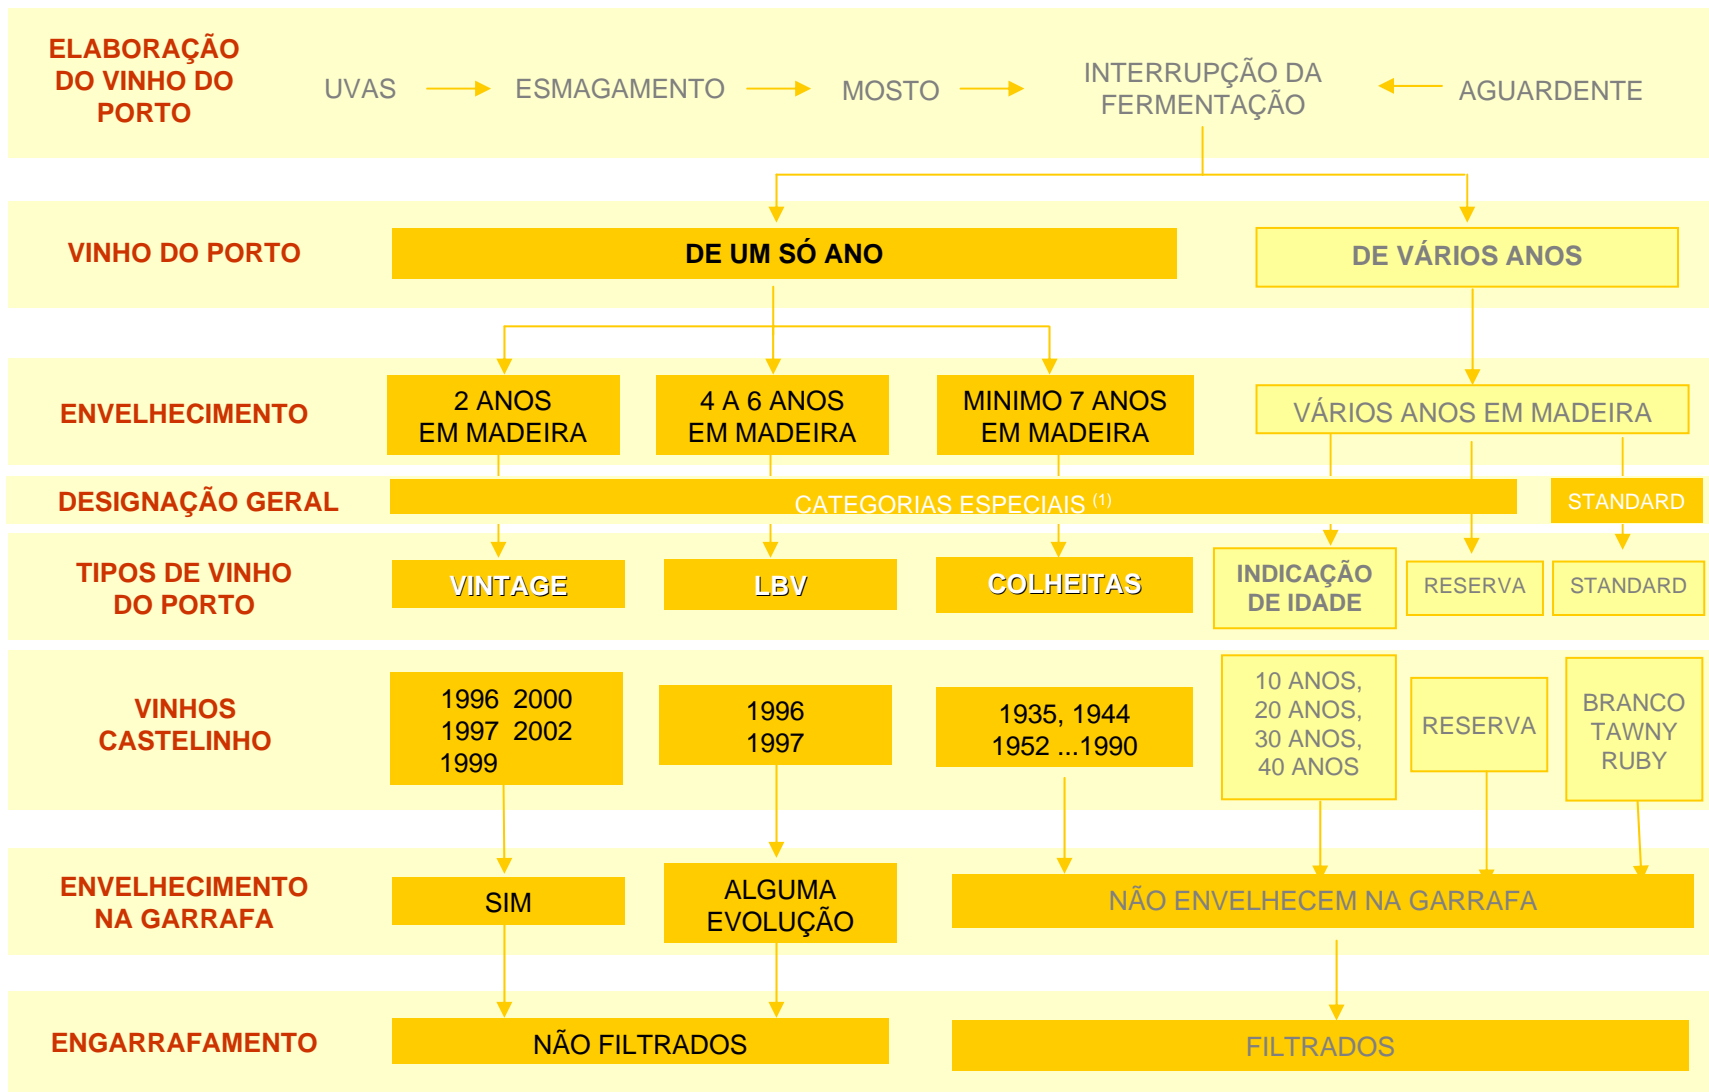 ELABORAÇÃO
DO VINHO DO
PORTO
UVAS
ESMAGAMENTO
MOSTO
INTERRUPÇÃO DA
FERMENTAÇÃO
AGUARDENTE
VINHO DO PORTO
DE UM SÓ ANO
DE VÁRIOS ANOS
ENVELHECIMENTO
2 ANOS
EM MADEIRA
4 A 6 ANOS
EM MADEIRA
MINIMO 7 ANOS
EM MADEIRA
VÁRIOS ANOS EM MADEIRA
DESIGNAÇÃO GERAL
CATEGORIAS ESPECIAIS (1)
STANDARD
TIPOS DE VINHO
DO PORTO
VINTAGE
LBV
COLHEITAS
INDICAÇÃO
DE IDADE
RESERVA
STANDARD
VINHOS
CASTELINHO
1996 2000
1997 2002
1999
1996
1997
1935, 1944
1952 ...1990
10 ANOS,
20 ANOS,
30 ANOS,
40 ANOS
RESERVA
BRANCO
TAWNY
RUBY
ENVELHECIMENTO
NA GARRAFA
SIM
ALGUMA
EVOLUÇÃO
NÃO ENVELHECEM NA GARRAFA
ENGARRAFAMENTO
NÃO FILTRADOS
FILTRADOS